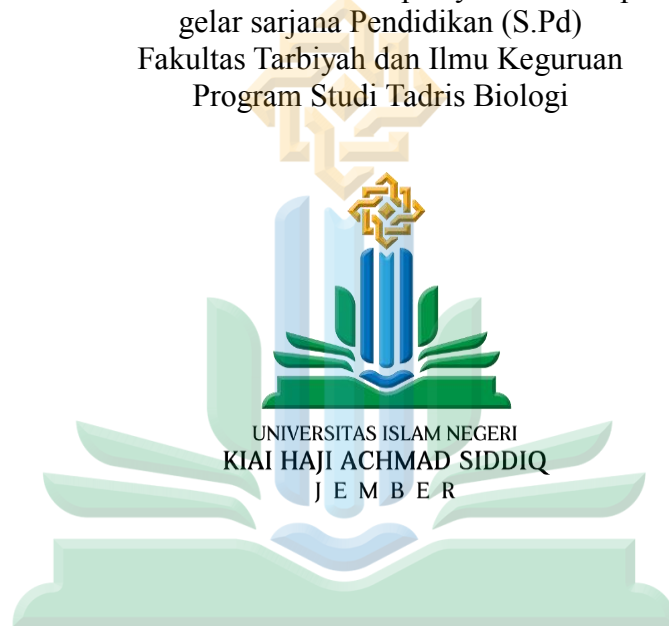 gelar sarjana Pendidikan (S.Pd)
Fakultas Tarbiyah dan Ilmu Keguruan
Program Studi Tadris Biologi
UNIVERSITAS ISLAM NEGERI
KIAI HAJI ACHMAD SIDDIQ
JEMBER